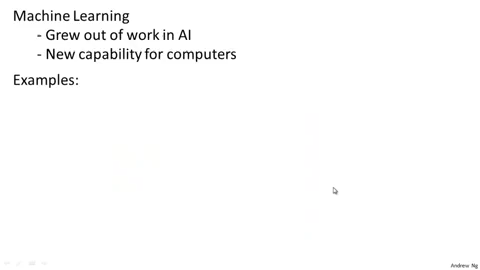 Machine Learning
- Grew out of work in AI
- New capability for computers
Examples:
Andrew Ng